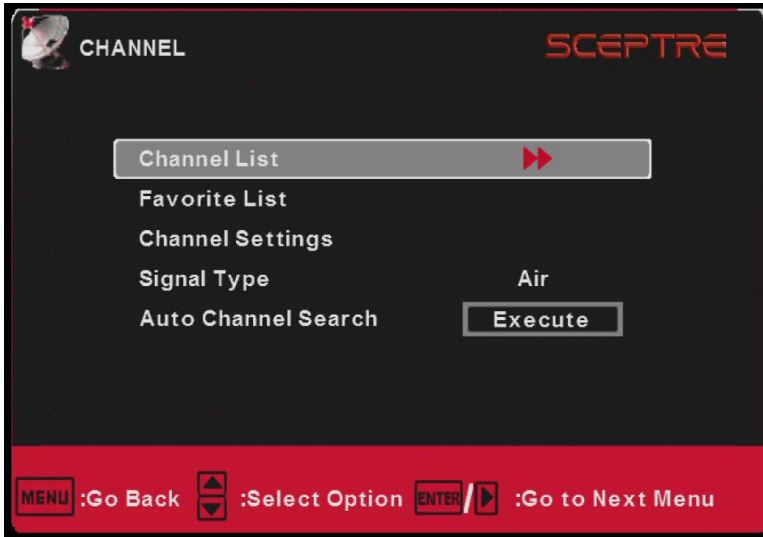 CHANNEL
SCEPTRE
Channel List
Favorite List
Channel Settings
Signal Type Air
Auto Channel Search Execute
MENU :Go Back :Select Option ENTER/ :Go to Next Menu